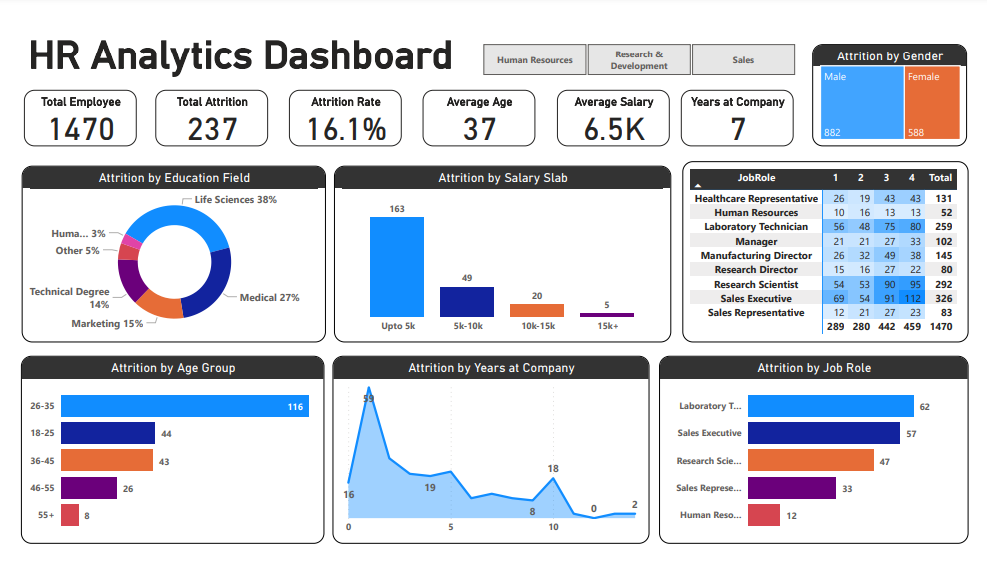 HR Analytics Dashboard
Human Resources
Research &
Development
Sales
Attrition by Gender
Male
Female
882
588
Total Employee
1470
Total Attrition
237
Attrition Rate
16.1%
Average Age
37
Average Salary
6.5K
Years at Company
7
Attrition by Education Field
Life Sciences 38%
Huma... 3%
Other 5%
Technical Degree
14%
Medical 27%
Marketing 15%
Attrition by Salary Slab
163
49
20
5
Upto 5k 5k-10k 10k-15k 15k+
JobRole 1 2 3 4 Total
Healthcare Representative 26 19 43 43 131
Human Resources 10 16 13 13 52
Laboratory Technician 56 48 75 80 259
Manager 21 21 27 33 102
Manufacturing Director 26 32 49 38 145
Research Director 15 16 27 22 80
Research Scientist 54 53 90 95 292
Sales Executive 69 54 91 112 326
Sales Representative 12 21 27 23 83
289 280 442 459 1470
Attrition by Age Group
26-35 116
18-25 44
36-45 43
46-55 26
55+ 8
Attrition by Years at Company
59
16
19
18
8
0
2
0 5 10
Attrition by Job Role
Laboratory T... 62
Sales Executive 57
Research Scie... 47
Sales Represe... 33
Human Reso... 12